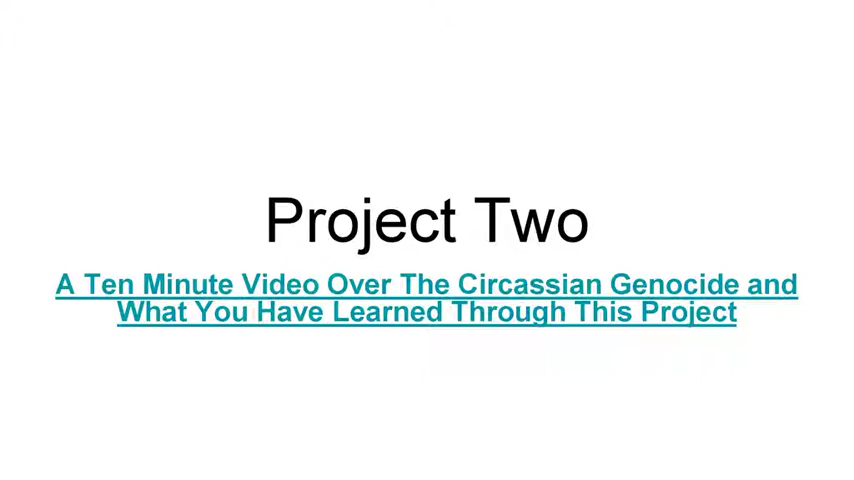 Project Two
A Ten Minute Video Over The Circassian Genocide and
What You Have Learned Through This Project